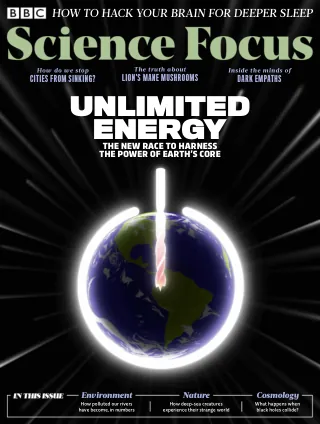 BBC HOW TO HACK YOUR BRAIN FOR DEEPER SLEEP
Science Focus
How do we stop
CITIES FROM SINKING?
The truth about
LION'S MANE MUSHROOMS
Inside the minds of
DARK EMPATHS
UNLIMITED
ENERGY
THE NEW RACE TO HARNESS
THE POWER OF EARTH'S CORE
IN THIS ISSUE
Environment
How polluted our rivers
have become, in numbers
Nature
How deep-sea creatures
experience their strange world
Cosmology
What happens when
black holes collide?